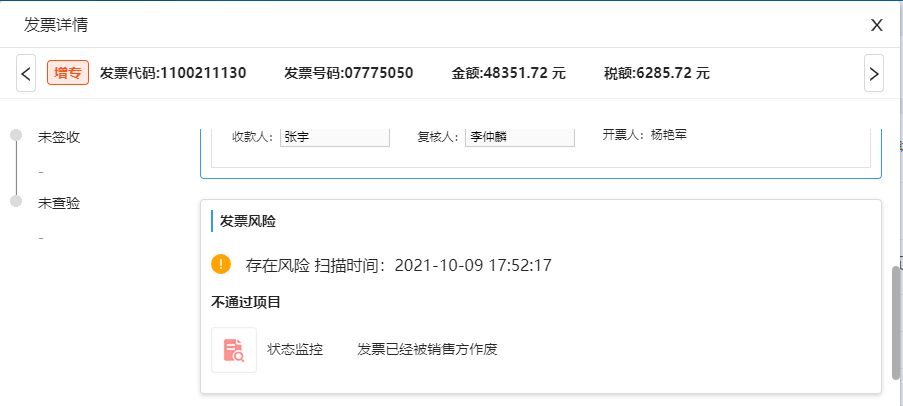 发票详情 X
< 增专 发票代码:1100211130 发票号码:07775050 金额:48351.72 元 税额:6285.72 元 >
未签收
-
未查验
-
收款人: 张宇 复核人: 李仲麟 开票人: 杨艳军
发票风险
存在风险 扫描时间：2021-10-09 17:52:17
不通过项目
状态监控 发票已经被销售方作废